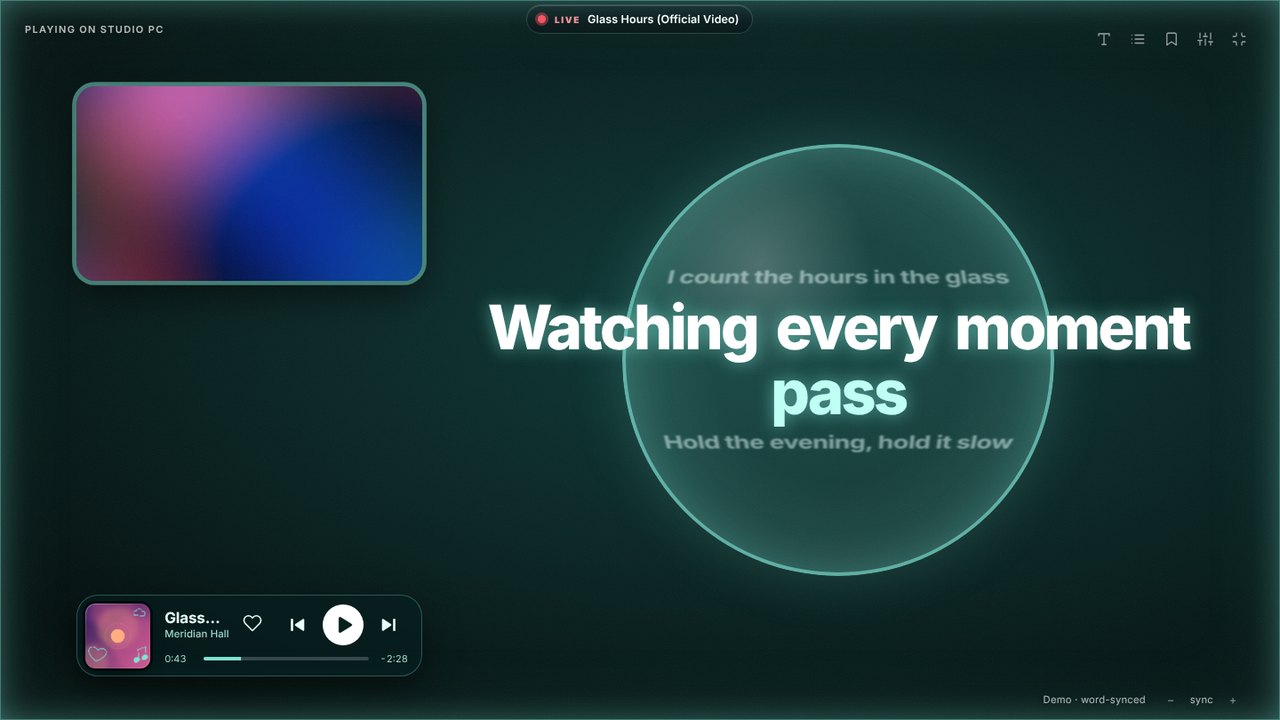 PLAYING ON STUDIO PC
LIVE Glass Hours (Official Video)
I count the hours in the glass
Watching every moment
pass
Hold the evening, hold it slow
Glass...
Meridian Hall
0:43
-2:28
Demo · word-synced − sync +